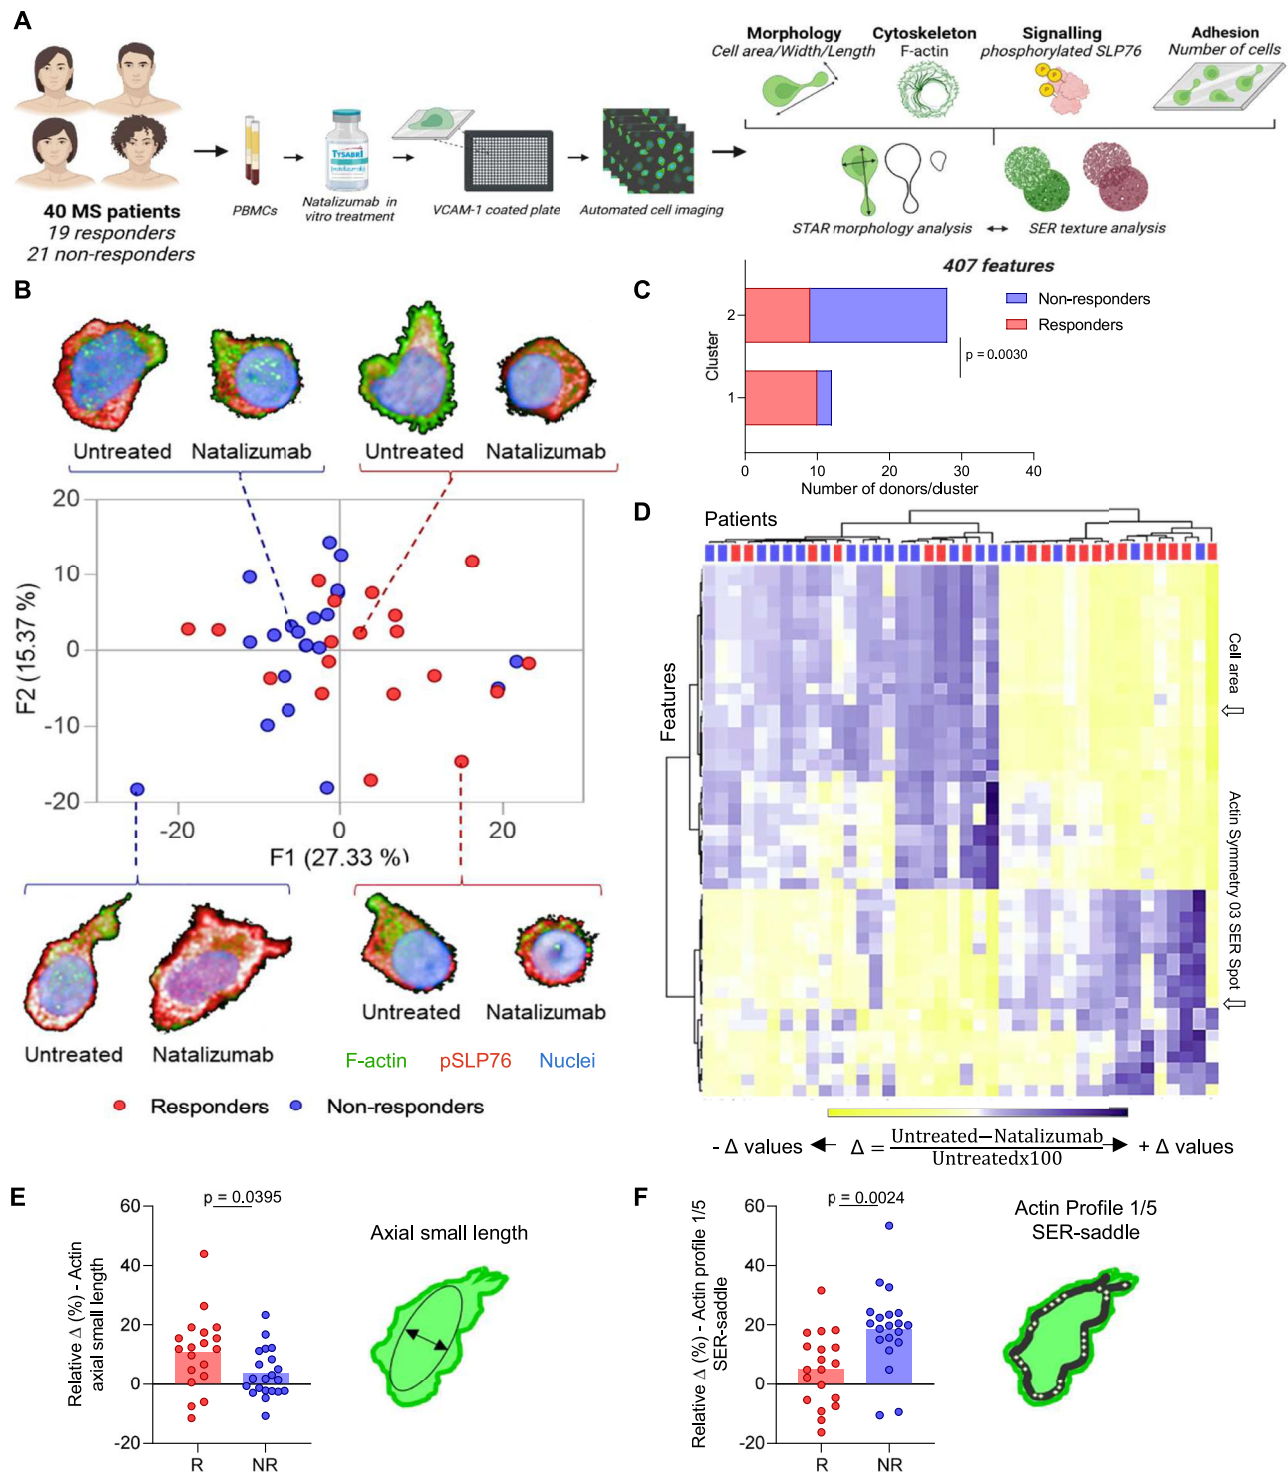 A
40 MS patients
19 responders
21 non-responders
PBMCs
TYSABRI
(natalizumab)
Natalizumab in
vitro treatment
VCAM-1 coated plate
Automated cell imaging
Morphology
Cell area/Width/Length
Cytoskeleton
F-actin
Signalling
phosphorylated SLP76
P
P
P
Adhesion
Number of cells
STAR morphology analysis
SER texture analysis
407 features
B
Untreated
Natalizumab
Untreated
Natalizumab
20
10
0
-10
-20
F2 (15.37 %)
-20
0
20
F1 (27.33 %)
Untreated
Natalizumab
Untreated
Natalizumab
F-actin
pSLP76
Nuclei
Responders
Non-responders
C
Cluster
2
1
0
10
20
30
40
Number of donors/cluster
Non-responders
Responders
p = 0.0030
D
Patients
Features
Cell area
Actin Symmetry 03 SER Spot
- Δ values
Δ = Untreated−Natalizumab
Untreatedx100
+ Δ values
E
Relative Δ (%) - Actin
axial small length
60
40
20
0
-20
p = 0.0395
R
NR
Axial small length
F
Relative Δ (%) - Actin profile 1/5
SER-saddle
60
40
20
0
-20
p = 0.0024
R
NR
Actin Profile 1/5
SER-saddle